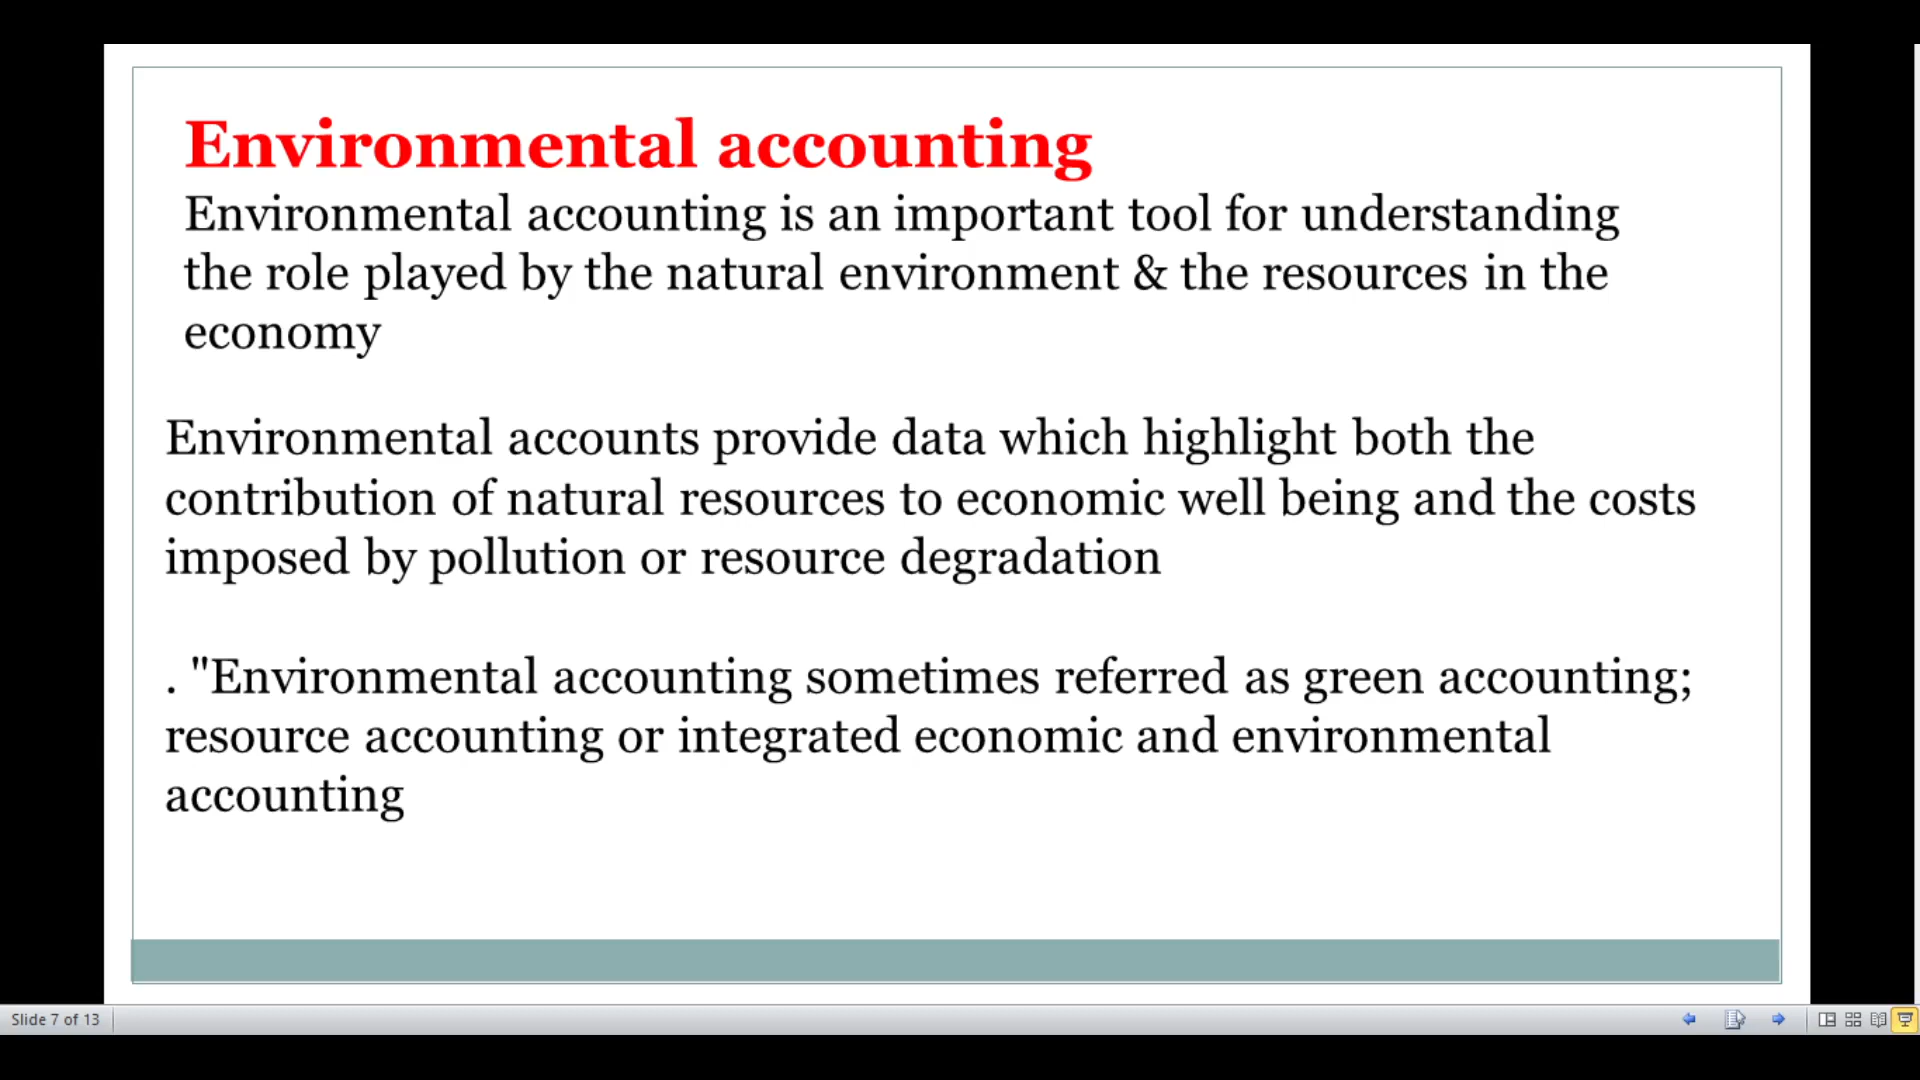 Environmental accounting
Environmental accounting is an important tool for understanding
the role played by the natural environment & the resources in the
economy
Environmental accounts provide data which highlight both the
contribution of natural resources to economic well being and the costs
imposed by pollution or resource degradation
. "Environmental accounting sometimes referred as green accounting;
resource accounting or integrated economic and environmental
accounting
Slide 7 of 13